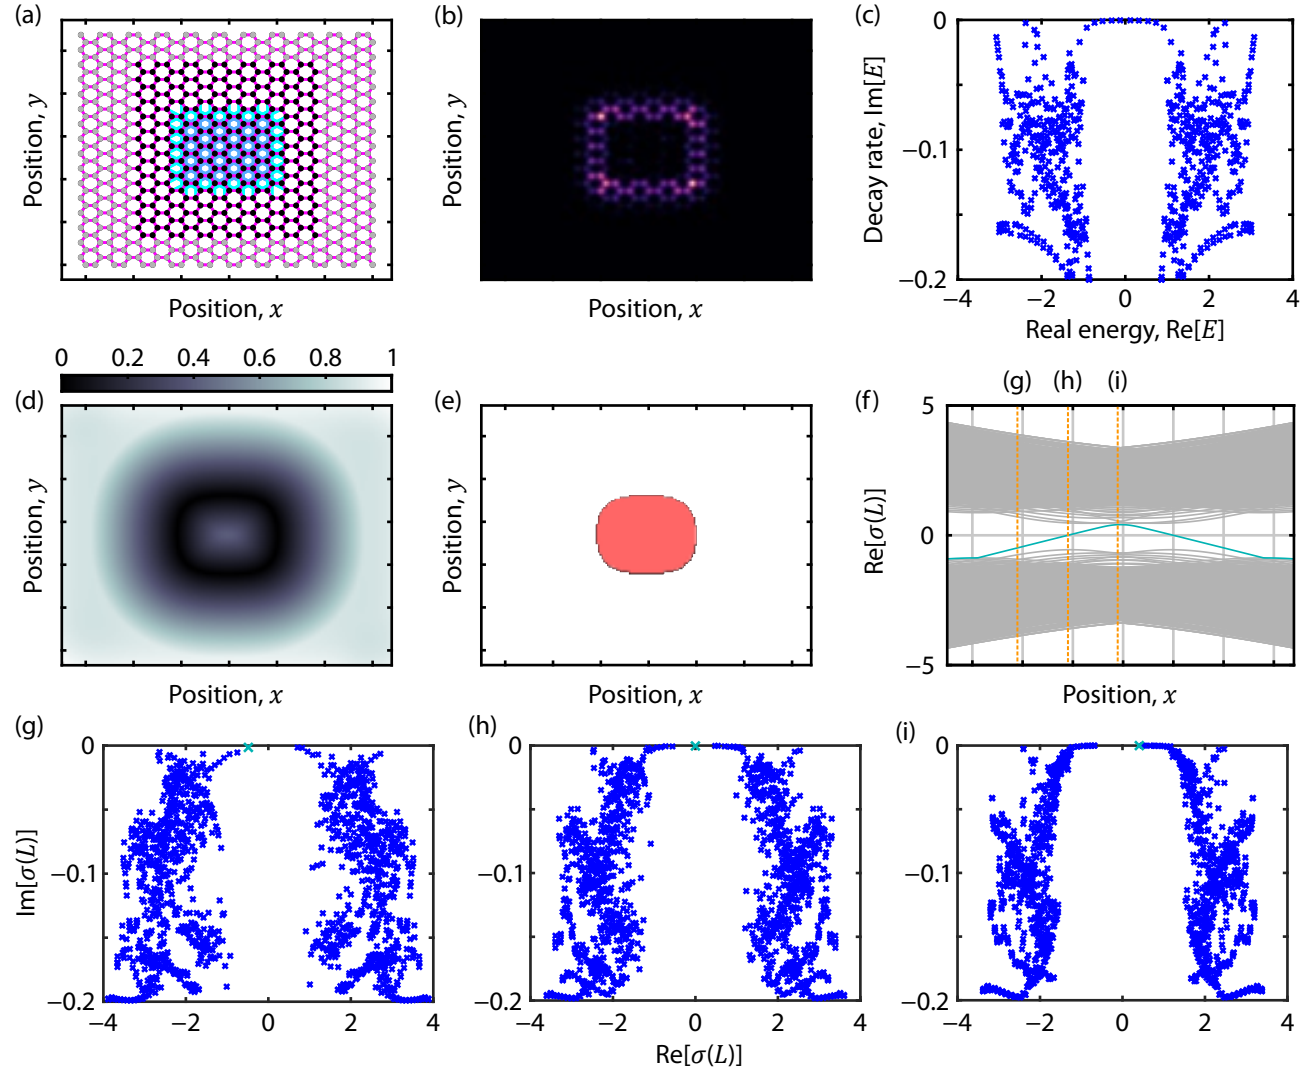 (a)
Position, y
Position, x
(b)
Position, y
Position, x
(c)
Decay rate, Im[E]
0
−0.1
−0.2
−4 −2 0 2 4
Real energy, Re[E]
0 0.2 0.4 0.6 0.8 1
(d)
Position, y
Position, x
(e)
Position, y
Position, x
(g) (h) (i)
(f)
Re[σ(L)]
5
0
−5
Position, x
(g)
Im[σ(L)]
0
−0.1
−0.2
−4 −2 0 2 4
(h)
0
−0.1
−0.2
−4 −2 0 2 4
Re[σ(L)]
(i)
0
−0.1
−0.2
−4 −2 0 2 4